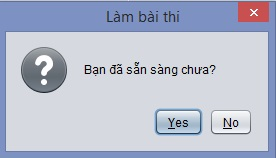 Làm bài thi
Bạn đã sẵn sàng chưa?
Yes No